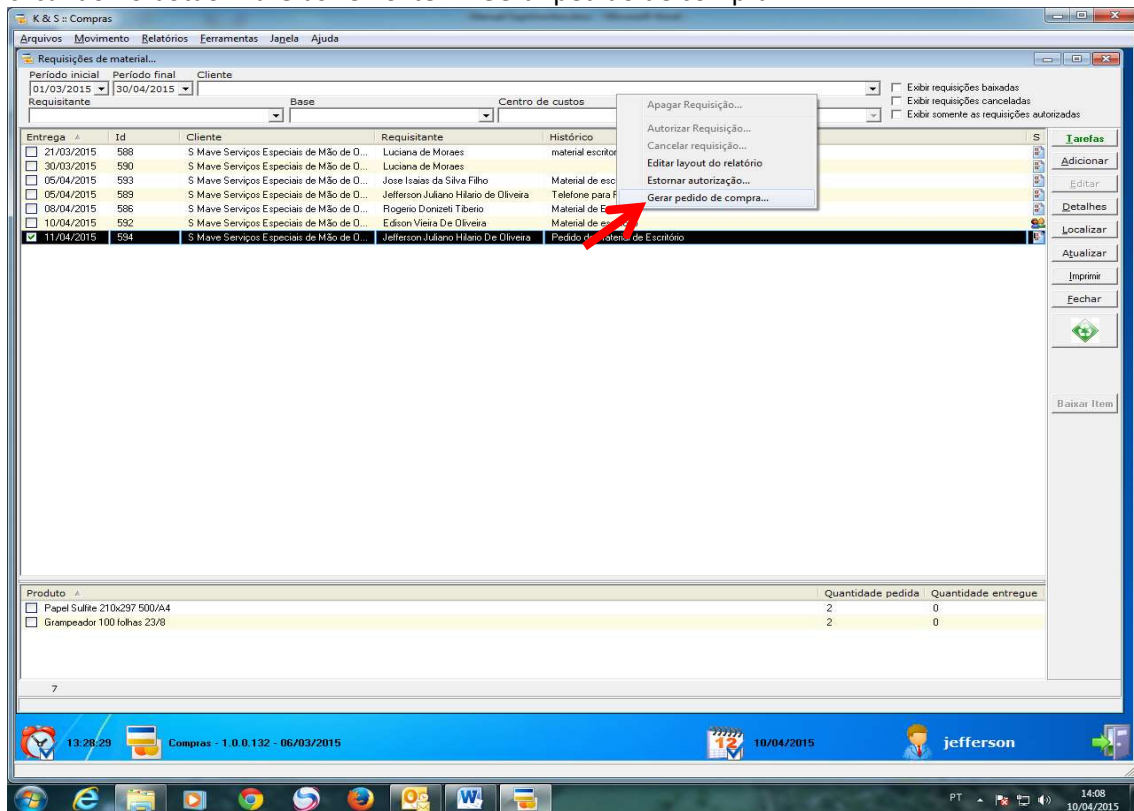 K & S :: Compras
Arquivos Movimento Relatórios Ferramentas Janela Ajuda
Requisições de material...
Período inicial Período final Cliente
01/03/2015 30/04/2015
Exibir requisições baixadas
Requisitante Base Centro de custos
Exibir requisições canceladas
Exibir somente as requisições autorizadas
Apagar Requisição...
Autorizar Requisição...
Cancelar requisição...
Editar layout do relatório
Estornar autorização...
Gerar pedido de compra...
Entrega Id Cliente Requisitante Histórico S
21/03/2015 588 S Mave Serviços Especiais de Mão de O... Luciana de Moraes material escritor
30/03/2015 590 S Mave Serviços Especiais de Mão de O... Luciana de Moraes
05/04/2015 593 S Mave Serviços Especiais de Mão de O... Jose Isaias da Silva Filho Material de esc
05/04/2015 589 S Mave Serviços Especiais de Mão de O... Jefferson Juliano Hilario de Oliveira Telefone para
08/04/2015 586 S Mave Serviços Especiais de Mão de O... Rogerio Donizeti Tiberio Material de E
10/04/2015 592 S Mave Serviços Especiais de Mão de O... Edison Vieira De Oliveira Material de
11/04/2015 594 S Mave Serviços Especiais de Mão de O... Jefferson Juliano Hilario De Oliveira Pedido de Material de Escritório
Tarefas
Adicionar
Editar
Detalhes
Localizar
Atualizar
Imprimir
Fechar
Baixar Item
Produto Quantidade pedida Quantidade entregue
Papel Sulfite 210x297 500/A4 2 0
Grampeador 100 folhas 23/8 2 0
7
13:28:29 Compras - 1.0.0.132 - 06/03/2015 12 10/04/2015 jefferson
PT 14:08
10/04/2015